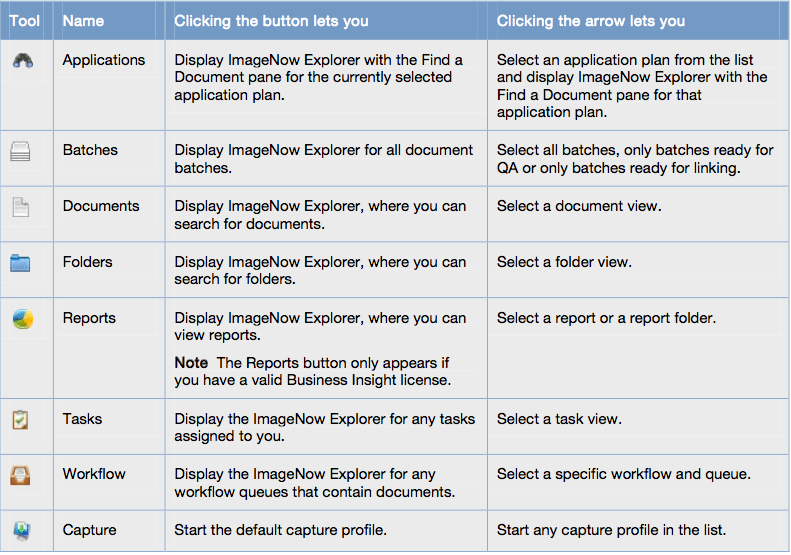 Tool Name Clicking the button lets you Clicking the arrow lets you
Applications Display ImageNow Explorer with the Find a Select an application plan from the list
Document pane for the currently selected and display ImageNow Explorer with the
application plan. Find a Document pane for that
application plan.
Batches Display ImageNow Explorer for all document Select all batches, only batches ready for
batches. QA or only batches ready for linking.
Documents Display ImageNow Explorer, where you can Select a document view.
search for documents.
Folders Display ImageNow Explorer, where you can Select a folder view.
search for folders.
Reports Display ImageNow Explorer, where you can Select a report or a report folder.
view reports.
Note The Reports button only appears if
you have a valid Business Insight license.
Tasks Display the ImageNow Explorer for any tasks Select a task view.
assigned to you.
Workflow Display the ImageNow Explorer for any Select a specific workflow and queue.
workflow queues that contain documents.
Capture Start the default capture profile. Start any capture profile in the list.